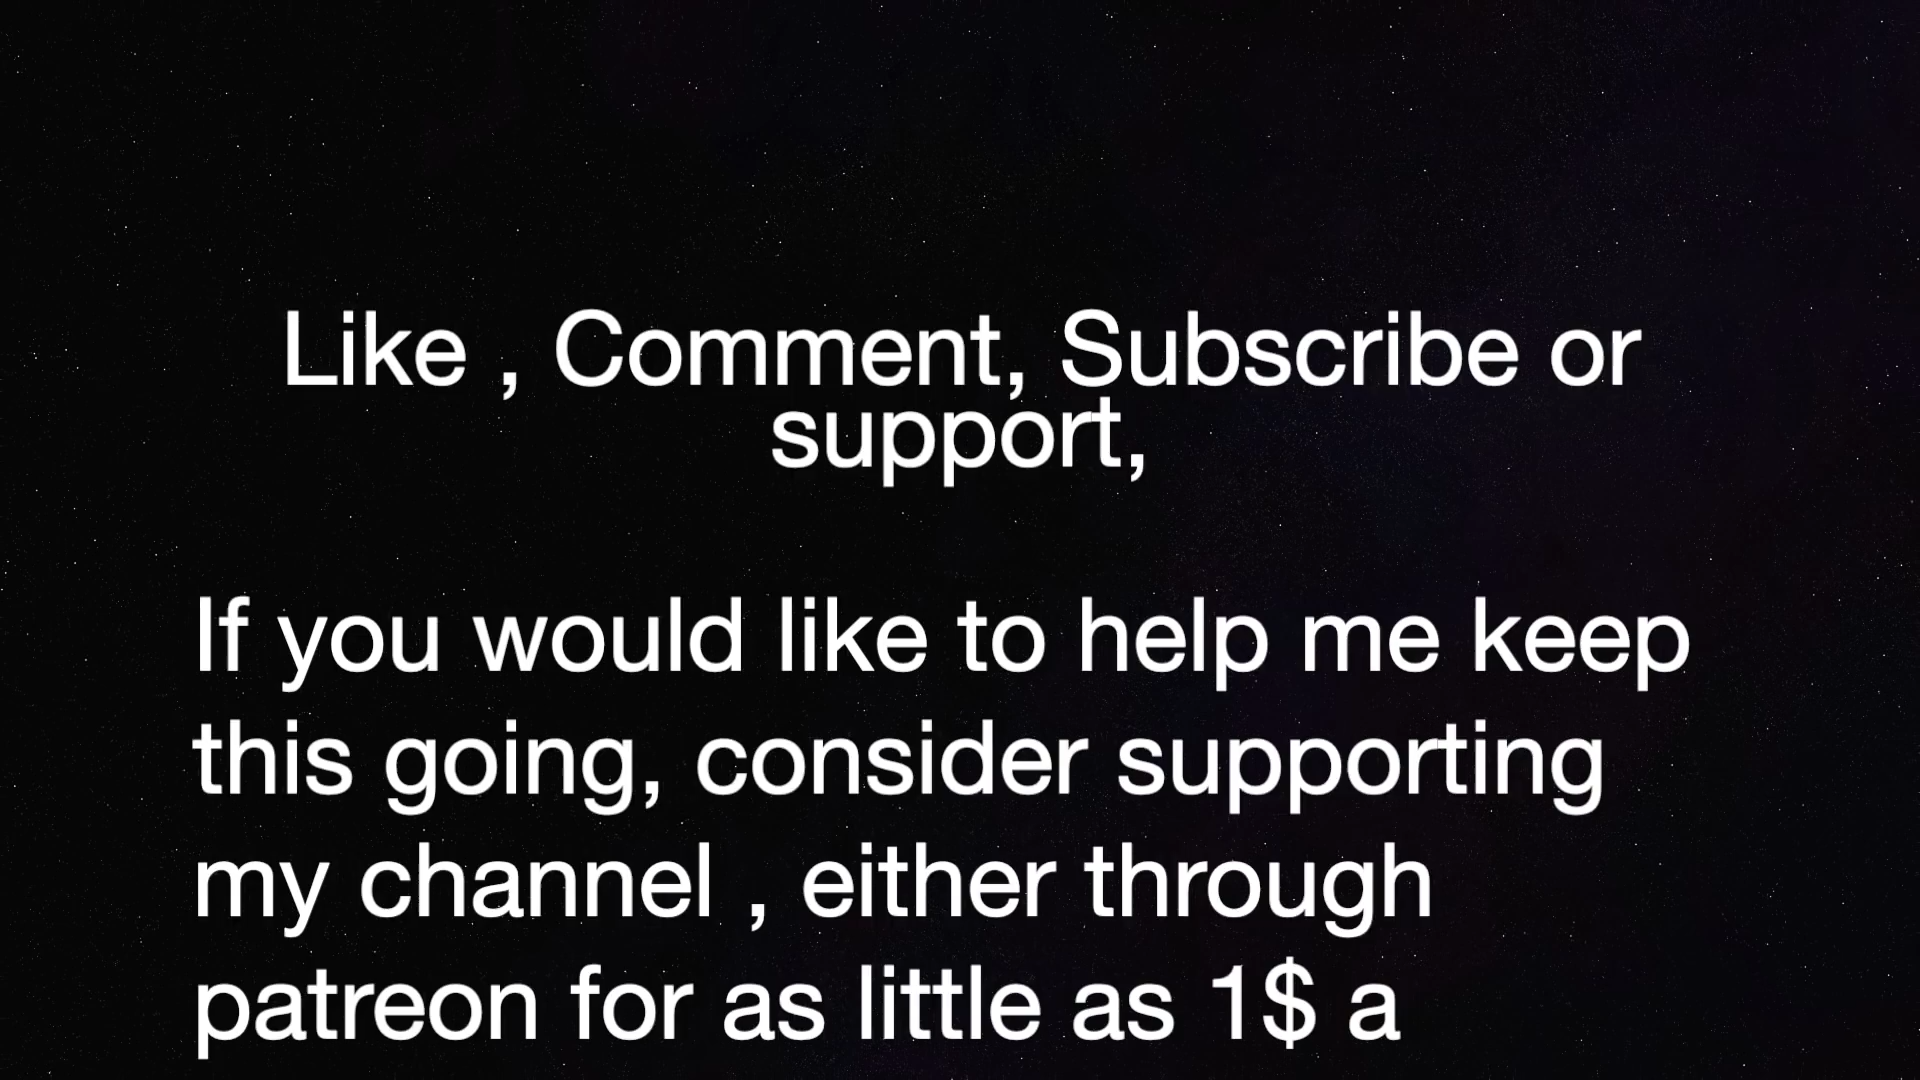 Like , Comment, Subscribe or
support,
If you would like to help me keep
this going, consider supporting
my channel , either through
patreon for as little as 1$ a